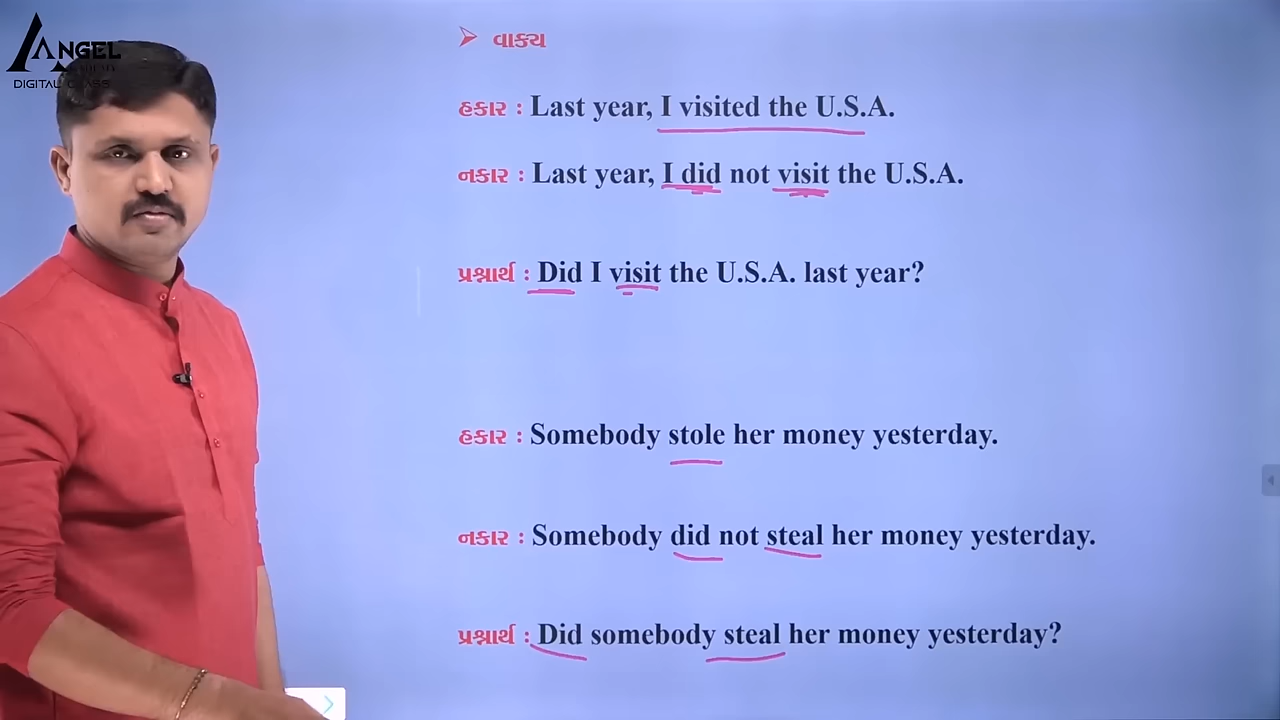 ANGEL
ACADEMY
DIGITAL CLASS
વાક્ય
હકાર : Last year, I visited the U.S.A.
નકાર : Last year, I did not visit the U.S.A.
પ્રશ્નાર્થ : Did I visit the U.S.A. last year?
હકાર : Somebody stole her money yesterday.
નકાર : Somebody did not steal her money yesterday.
પ્રશ્નાર્થ : Did somebody steal her money yesterday?